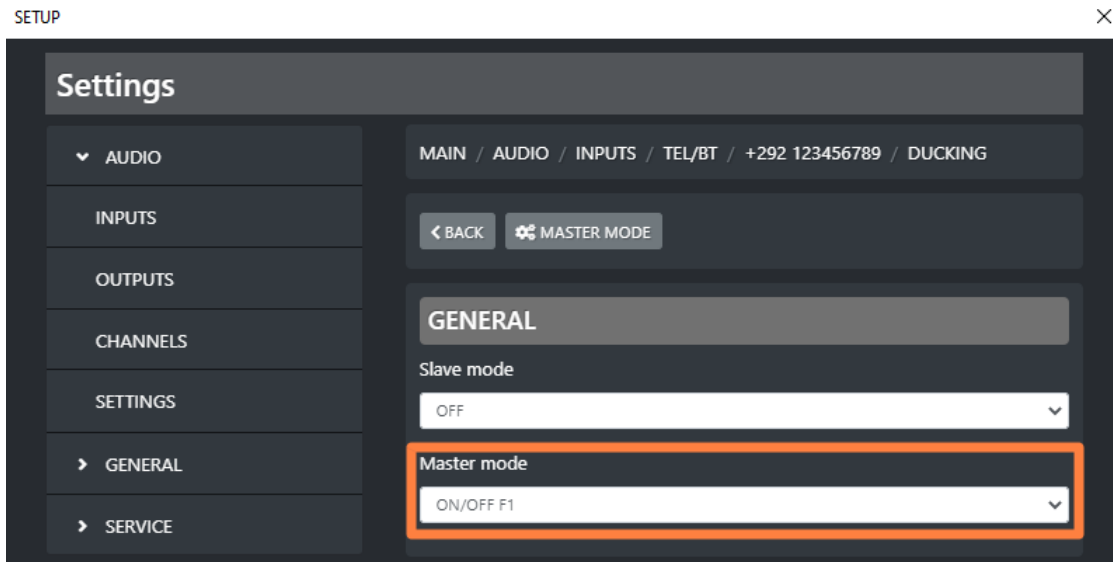 SETUP
Settings
AUDIO
INPUTS
OUTPUTS
CHANNELS
SETTINGS
GENERAL
SERVICE
MAIN / AUDIO / INPUTS / TEL/BT / +292 123456789 / DUCKING
BACK
MASTER MODE
GENERAL
Slave mode
OFF
Master mode
ON/OFF F1